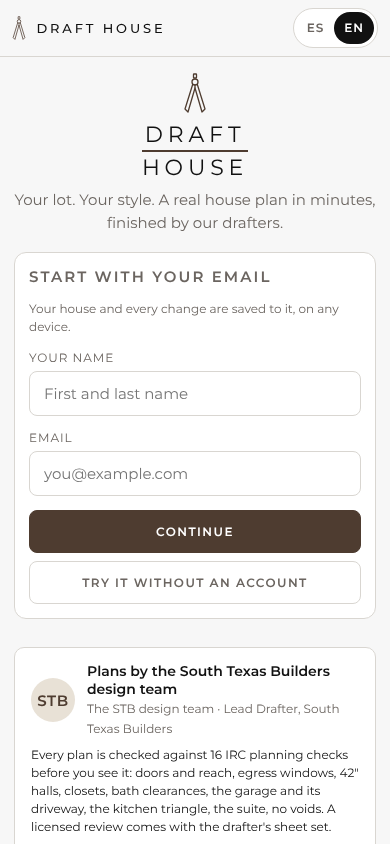 DRAFT HOUSE
ES
EN
DRAFT
HOUSE
Your lot. Your style. A real house plan in minutes,
finished by our drafters.
START WITH YOUR EMAIL
Your house and every change are saved to it, on any
device.
YOUR NAME
First and last name
EMAIL
you@example.com
CONTINUE
TRY IT WITHOUT AN ACCOUNT
STB
Plans by the South Texas Builders
design team
The STB design team · Lead Drafter, South
Texas Builders
Every plan is checked against 16 IRC planning checks
before you see it: doors and reach, egress windows, 42"
halls, closets, bath clearances, the garage and its
driveway, the kitchen triangle, the suite, no voids. A
licensed review comes with the drafter's sheet set.